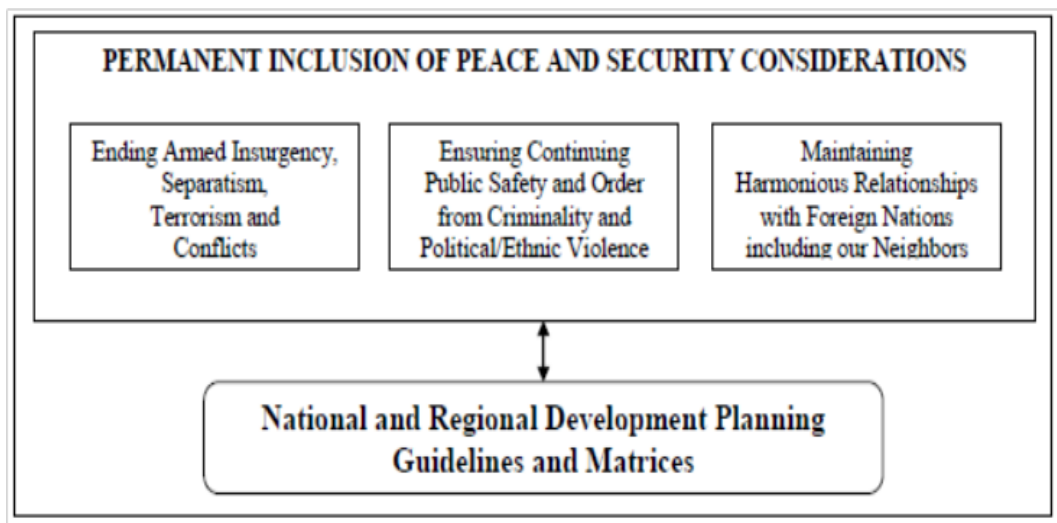 PERMANENT INCLUSION OF PEACE AND SECURITY CONSIDERATIONS
Ending Armed Insurgency,
Separatism,
Terrorism and
Conflicts
Ensuring Continuing
Public Safety and Order
from Criminality and
Political/Ethnic Violence
Maintaining
Harmonious Relationships
with Foreign Nations
including our Neighbors
National and Regional Development Planning
Guidelines and Matrices